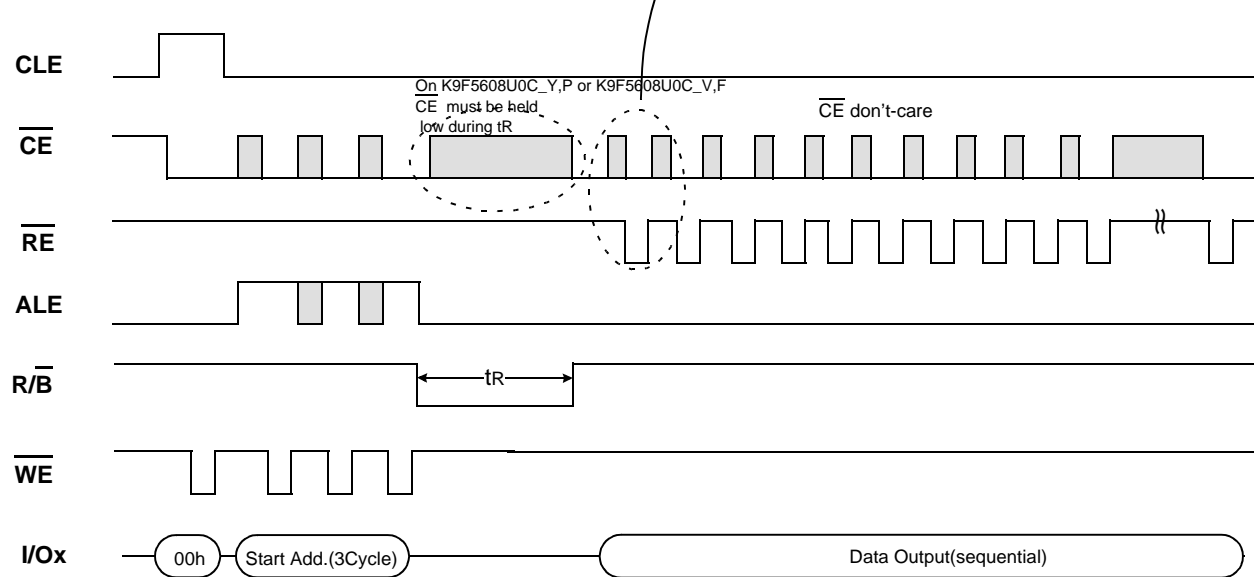 CLE
On K9F5608U0C_Y,P or K9F5608U0C_V,F
CE must be held
low during tR
CE don't-care
CE
RE
ALE
R/B
tR
WE
I/Ox
00h
Start Add.(3Cycle)
Data Output(sequential)